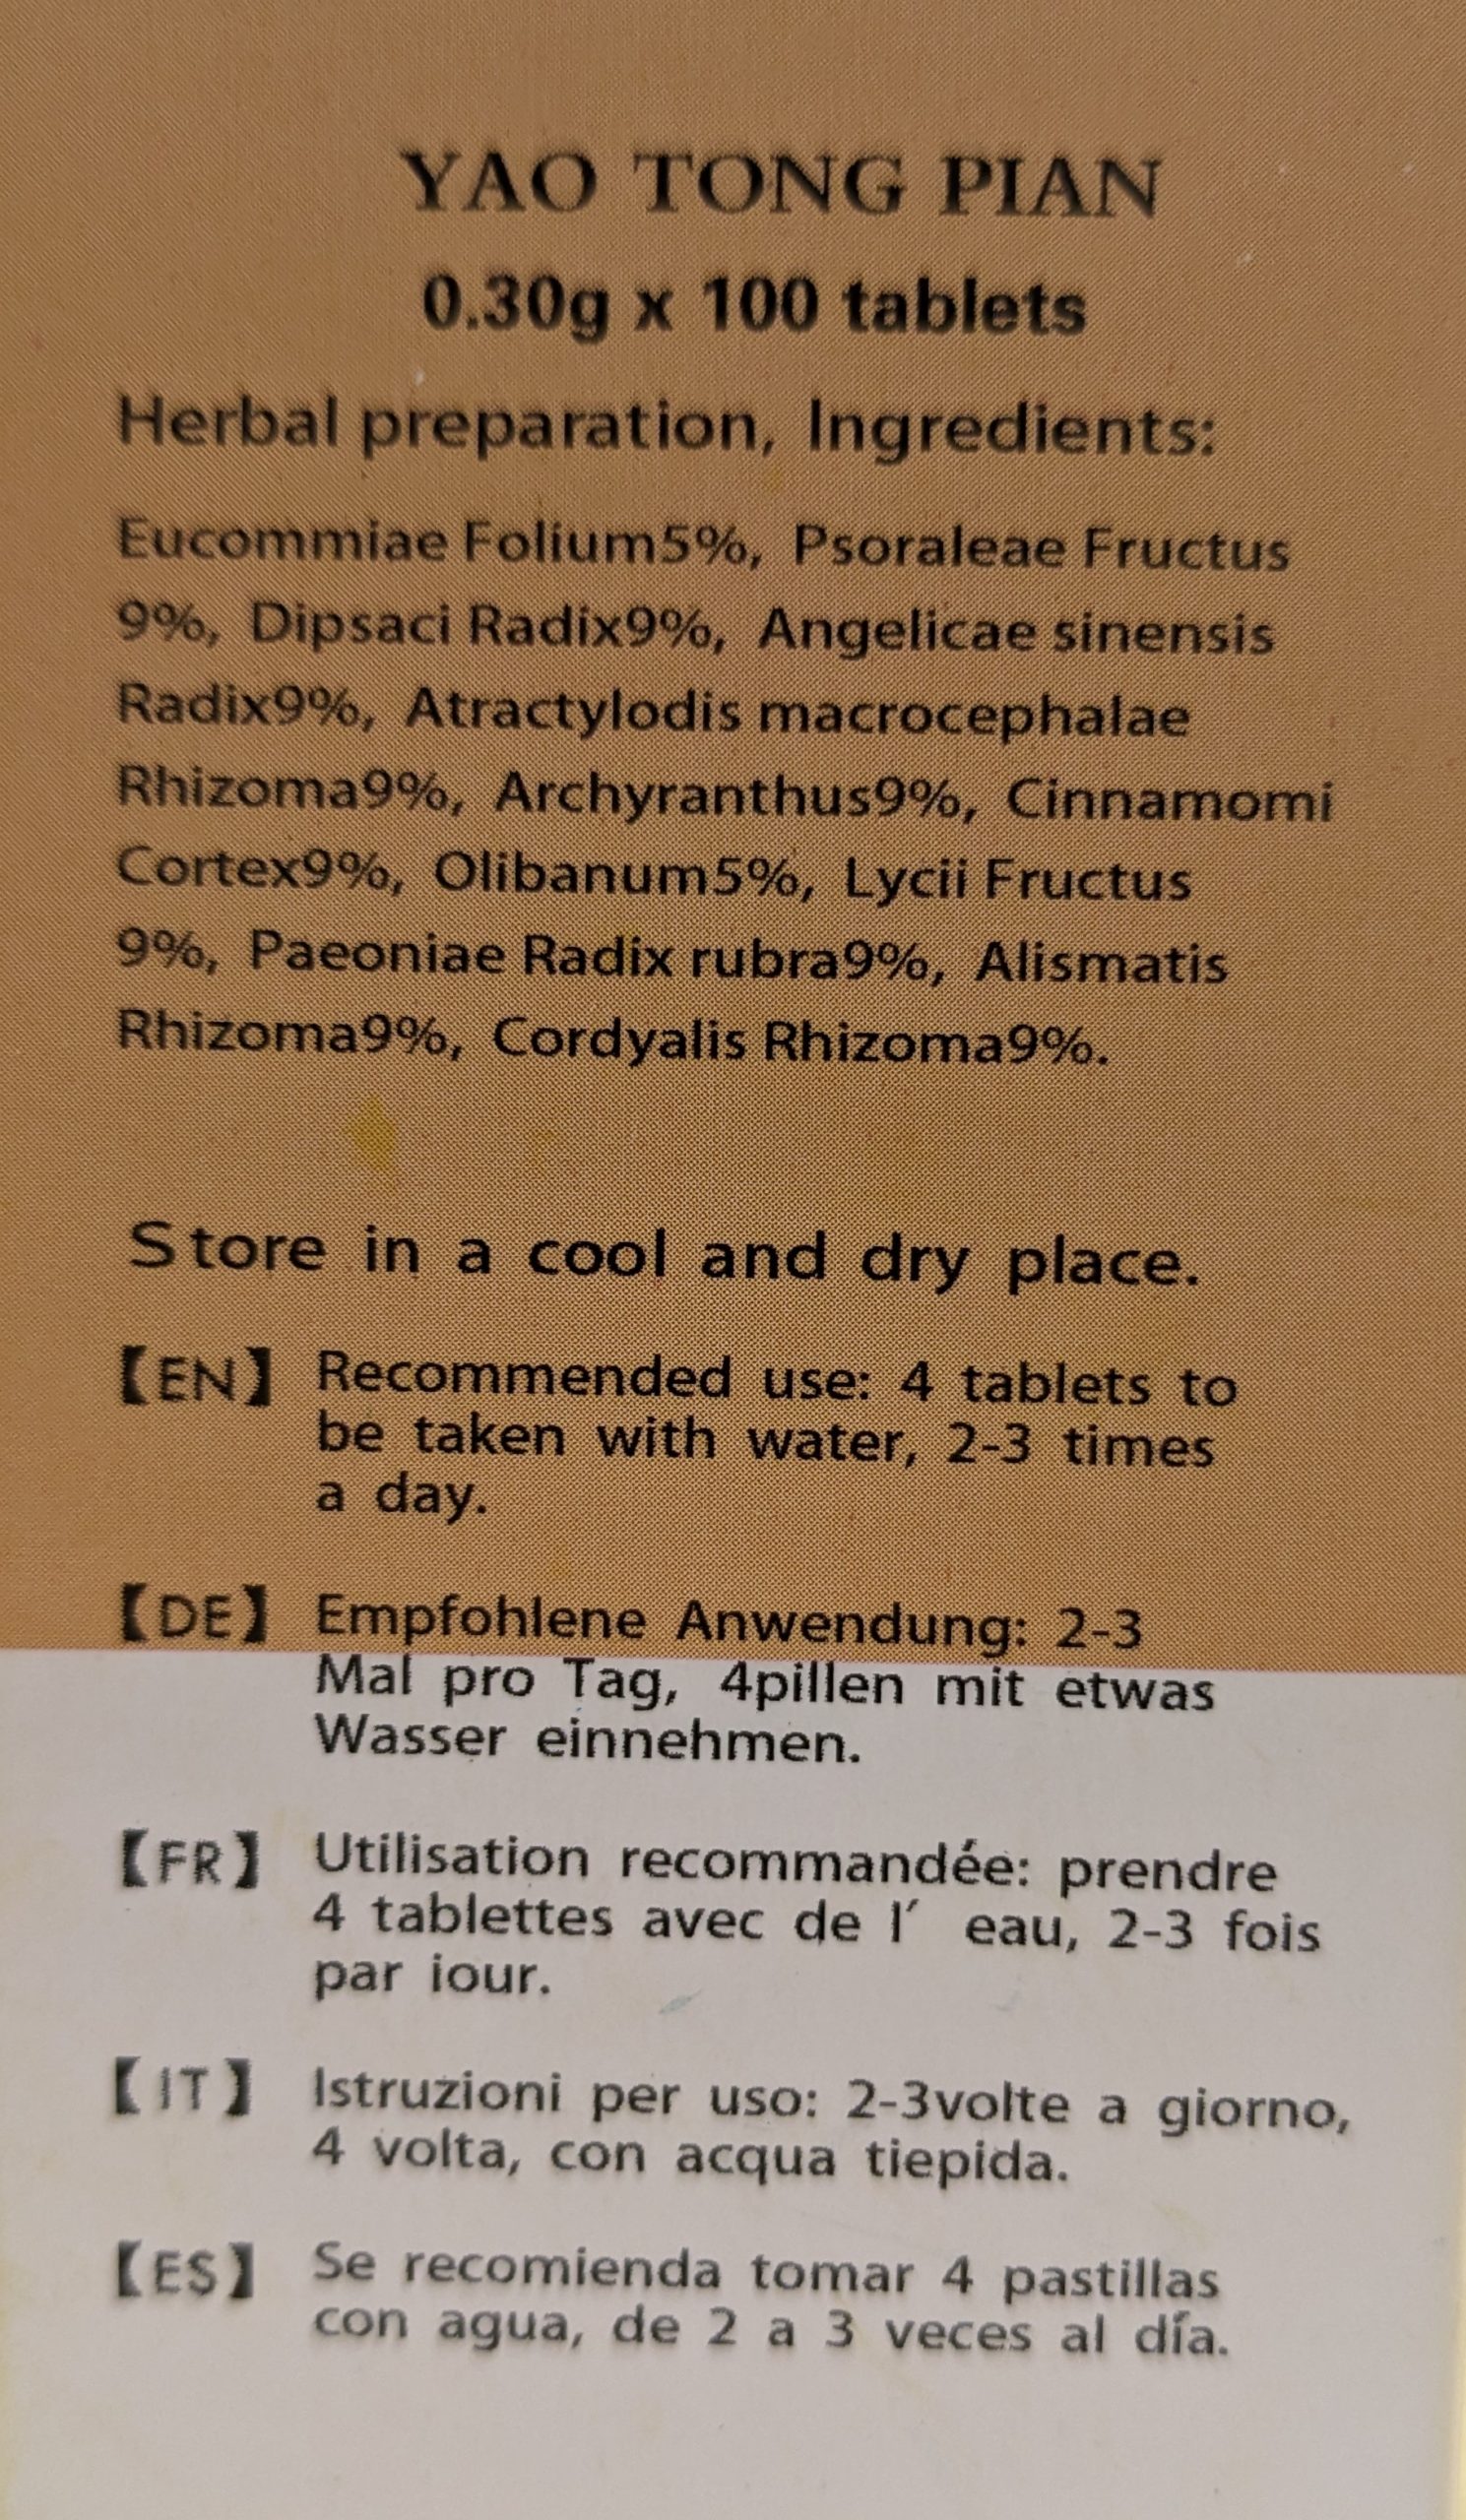 YAO TONG PIAN
0.30g x 100 tablets
Herbal preparation, Ingredients:
Eucommiae Folium5%, Psoraleae Fructus
9%, Dipsaci Radix9%, Angelicae sinensis
Radix9%, Atractylodis macrocephalae
Rhizoma9%, Archyranthus9%, Cinnamomi
Cortex9%, Olibanum5%, Lycii Fructus
9%, Paeoniae Radix rubra9%, Alismatis
Rhizoma9%, Cordyalis Rhizoma9%.
Store in a cool and dry place.
【EN】 Recommended use: 4 tablets to
be taken with water, 2-3 times
a day.
【DE】 Empfohlene Anwendung: 2-3
Mal pro Tag, 4pillen mit etwas
Wasser einnehmen.
【FR】 Utilisation recommandée: prendre
4 tablettes avec de l′ eau, 2-3 fois
par iour.
【IT】 Istruzioni per uso: 2-3volte a giorno,
4 volta, con acqua tiepida.
【ES】 Se recomienda tomar 4 pastillas
con agua, de 2 a 3 veces al día.